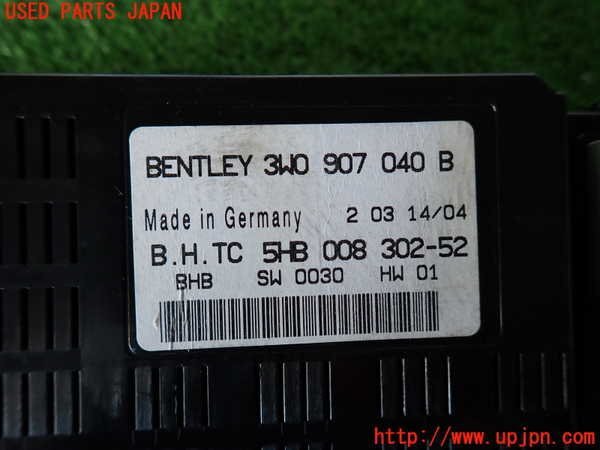 USED PARTS JAPAN
BENTLEY 3W0 907 040 B
Made in Germany 2 03 14/04
B.H.TC 5HB 008 302-52
BHB SW 0030 HW 01
http://www.upjpn.com/